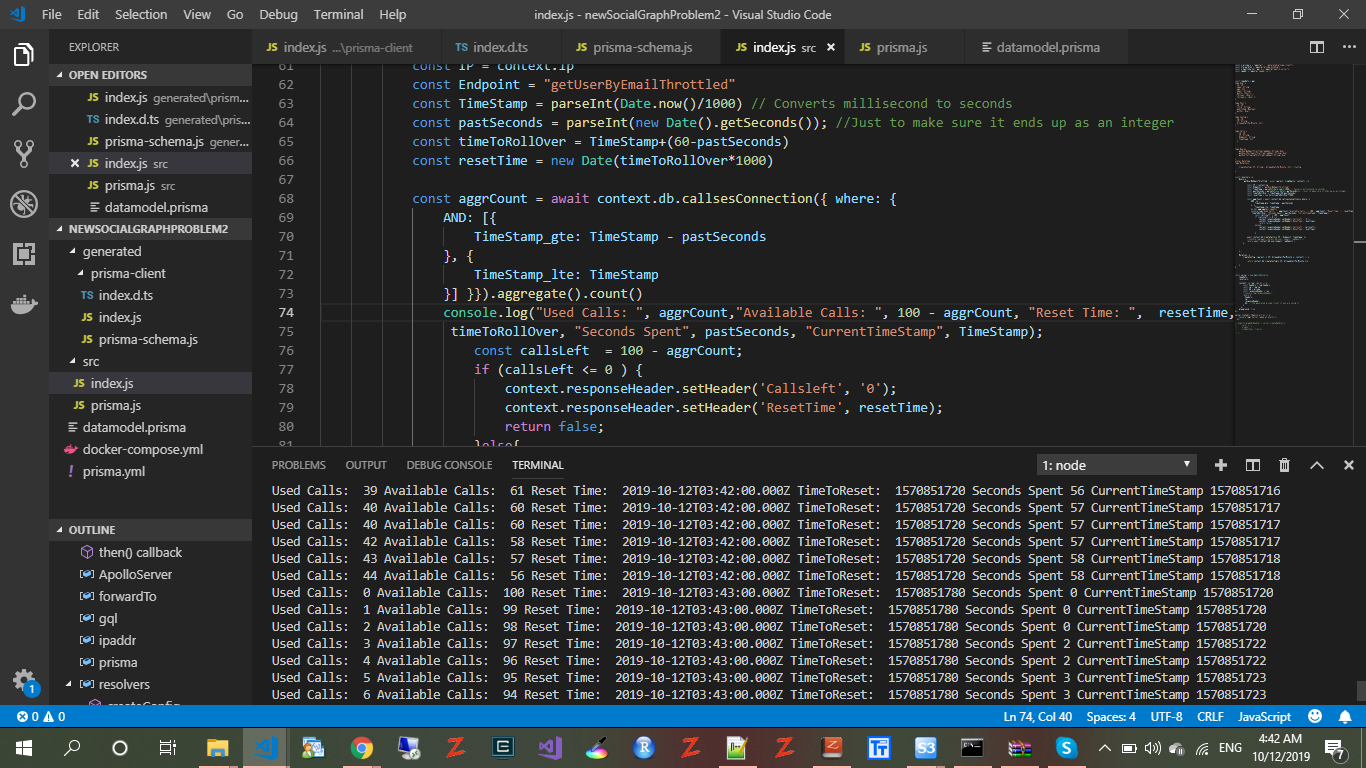 File Edit Selection View Go Debug Terminal Help
index.js - newSocialGraphProblem2 - Visual Studio Code
EXPLORER
OPEN EDITORS
JS index.js generated\pris...
TS index.d.ts generated\pris...
JS prisma-schema.js gener...
JS index.js src
JS prisma.js src
datamodel.prisma
NEWSOCIALGRAPHPROBLEM2
generated
prisma-client
TS index.d.ts
JS index.js
JS prisma-schema.js
src
JS index.js
JS prisma.js
datamodel.prisma
docker-compose.yml
! prisma.yml
OUTLINE
then() callback
ApolloServer
forwardTo
gql
ipaddr
prisma
resolvers
createConfig
1
JS index.js ...\prisma-client
TS index.d.ts
JS prisma-schema.js
JS index.js src
JS prisma.js
datamodel.prisma
61 const IP = context.ip
62 const Endpoint = "getUserByEmailThrottled"
63 const TimeStamp = parseInt(Date.now()/1000) // Converts millisecond to seconds
64 const pastSeconds = parseInt(new Date().getSeconds()); //Just to make sure it ends up as an integer
65 const timeToRollOver = TimeStamp+(60-pastSeconds)
66 const resetTime = new Date(timeToRollOver*1000)
67
68 const aggrCount = await context.db.callsesConnection({ where: {
69 AND: [{
70 TimeStamp_gte: TimeStamp - pastSeconds
71 }, {
72 TimeStamp_lte: TimeStamp
73 }] }}).aggregate().count()
74 console.log("Used Calls: ", aggrCount,"Available Calls: ", 100 - aggrCount, "Reset Time: ", resetTime,
75 timeToRollOver, "Seconds Spent", pastSeconds, "CurrentTimeStamp", TimeStamp);
76 const callsLeft = 100 - aggrCount;
77 if (callsLeft <= 0 ) {
78 context.responseHeader.setHeader('Callsleft', '0');
79 context.responseHeader.setHeader('ResetTime', resetTime);
80 return false;
81 }else{
PROBLEMS OUTPUT DEBUG CONSOLE TERMINAL
1: node
Used Calls: 39 Available Calls: 61 Reset Time: 2019-10-12T03:42:00.000Z TimeToReset: 1570851720 Seconds Spent 56 CurrentTimeStamp 1570851716
Used Calls: 40 Available Calls: 60 Reset Time: 2019-10-12T03:42:00.000Z TimeToReset: 1570851720 Seconds Spent 57 CurrentTimeStamp 1570851717
Used Calls: 40 Available Calls: 60 Reset Time: 2019-10-12T03:42:00.000Z TimeToReset: 1570851720 Seconds Spent 57 CurrentTimeStamp 1570851717
Used Calls: 42 Available Calls: 58 Reset Time: 2019-10-12T03:42:00.000Z TimeToReset: 1570851720 Seconds Spent 57 CurrentTimeStamp 1570851717
Used Calls: 43 Available Calls: 57 Reset Time: 2019-10-12T03:42:00.000Z TimeToReset: 1570851720 Seconds Spent 58 CurrentTimeStamp 1570851718
Used Calls: 44 Available Calls: 56 Reset Time: 2019-10-12T03:42:00.000Z TimeToReset: 1570851720 Seconds Spent 58 CurrentTimeStamp 1570851718
Used Calls: 0 Available Calls: 100 Reset Time: 2019-10-12T03:43:00.000Z TimeToReset: 1570851780 Seconds Spent 0 CurrentTimeStamp 1570851720
Used Calls: 1 Available Calls: 99 Reset Time: 2019-10-12T03:43:00.000Z TimeToReset: 1570851780 Seconds Spent 0 CurrentTimeStamp 1570851720
Used Calls: 2 Available Calls: 98 Reset Time: 2019-10-12T03:43:00.000Z TimeToReset: 1570851780 Seconds Spent 0 CurrentTimeStamp 1570851720
Used Calls: 3 Available Calls: 97 Reset Time: 2019-10-12T03:43:00.000Z TimeToReset: 1570851780 Seconds Spent 2 CurrentTimeStamp 1570851722
Used Calls: 4 Available Calls: 96 Reset Time: 2019-10-12T03:43:00.000Z TimeToReset: 1570851780 Seconds Spent 2 CurrentTimeStamp 1570851722
Used Calls: 5 Available Calls: 95 Reset Time: 2019-10-12T03:43:00.000Z TimeToReset: 1570851780 Seconds Spent 3 CurrentTimeStamp 1570851723
Used Calls: 6 Available Calls: 94 Reset Time: 2019-10-12T03:43:00.000Z TimeToReset: 1570851780 Seconds Spent 3 CurrentTimeStamp 1570851723
0 0
Ln 74, Col 40 Spaces: 4 UTF-8 CRLF JavaScript
ENG
4:42 AM
10/12/2019
7